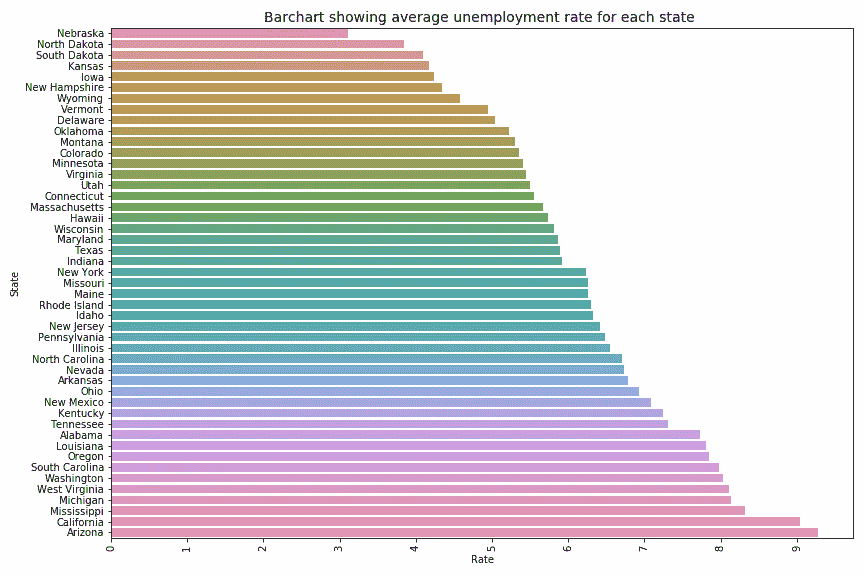 Barchart showing average unemployment rate for each state
State
Nebraska
North Dakota
South Dakota
Kansas
Iowa
New Hampshire
Wyoming
Vermont
Delaware
Oklahoma
Montana
Colorado
Minnesota
Virginia
Utah
Connecticut
Massachusetts
Hawaii
Wisconsin
Maryland
Texas
Indiana
New York
Missouri
Maine
Rhode Island
Idaho
New Jersey
Pennsylvania
Illinois
North Carolina
Nevada
Arkansas
Ohio
New Mexico
Kentucky
Tennessee
Alabama
Louisiana
Oregon
South Carolina
Washington
West Virginia
Michigan
Mississippi
California
Arizona
0 1 2 3 4 5 6 7 8 9
Rate